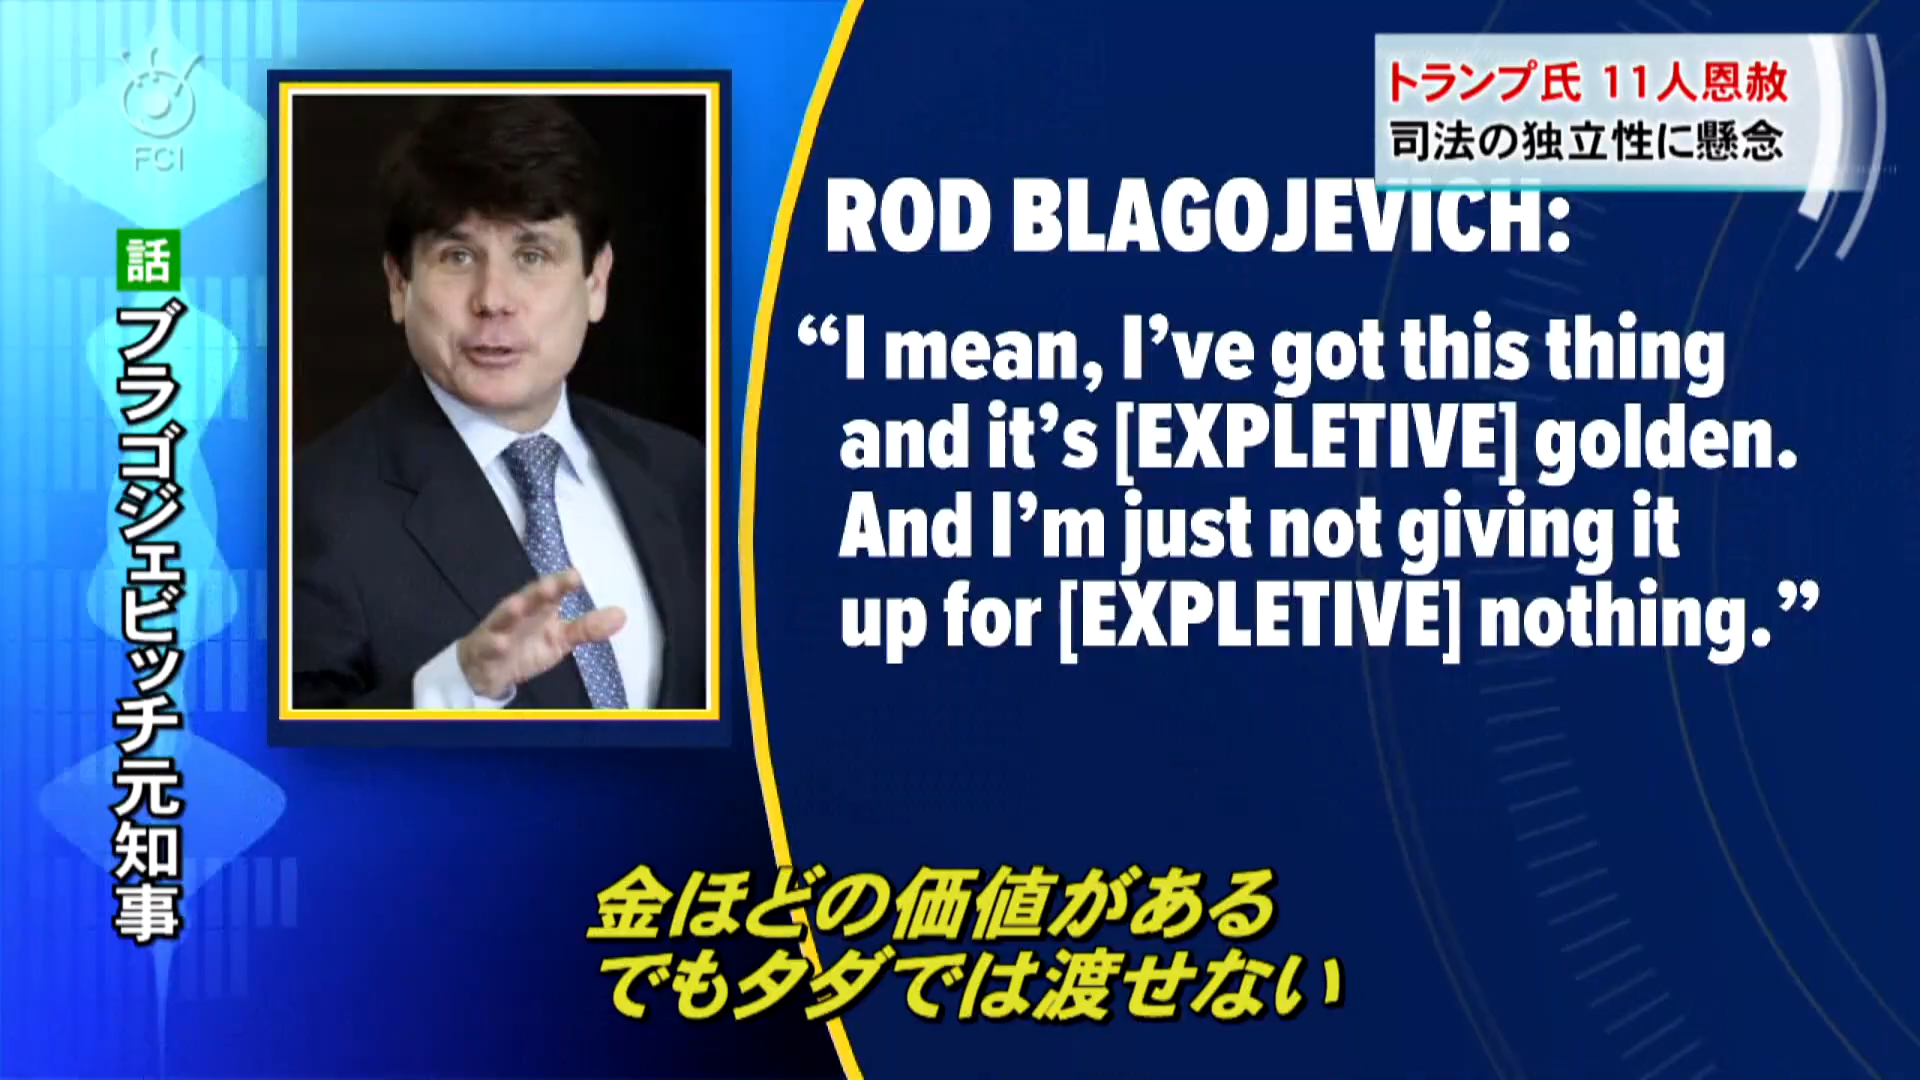 FCI
トランプ氏 11人恩赦
司法の独立性に懸念
話 ブラゴジェビッチ元知事
ROD BLAGOJEVICH:
“I mean, I’ve got this thing
and it’s [EXPLETIVE] golden.
And I’m just not giving it
up for [EXPLETIVE] nothing.”
金ほどの価値がある
でもタダでは渡せない